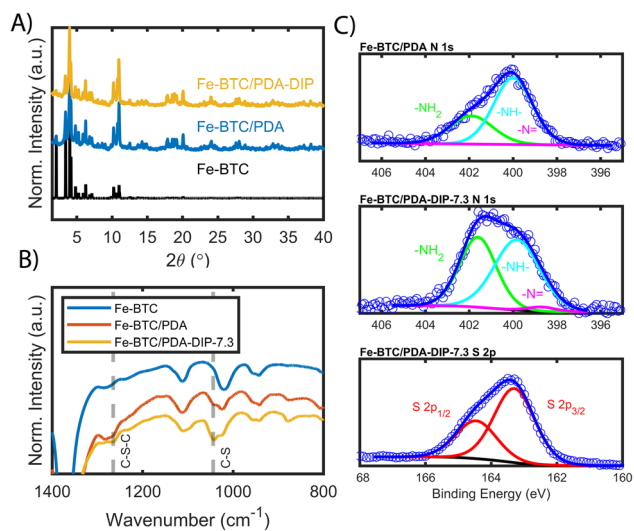 A)
Norm. Intensity (a.u.)
Fe-BTC/PDA-DIP
Fe-BTC/PDA
Fe-BTC
5 10 15 20 25 30 35 40
2θ (°)
B)
Norm. Intensity (a.u.)
Fe-BTC
Fe-BTC/PDA
Fe-BTC/PDA-DIP-7.3
C-S-C
C-S
1400 1200 1000 800
Wavenumber (cm⁻¹)
C)
Fe-BTC/PDA N 1s
-NH₂
-NH-
-N=
406 404 402 400 398 396
Fe-BTC/PDA-DIP-7.3 N 1s
-NH₂
-NH-
-N=
406 404 402 400 398 396
Fe-BTC/PDA-DIP-7.3 S 2p
S 2p₁/₂
S 2p₃/₂
68 166 164 162 160
Binding Energy (eV)